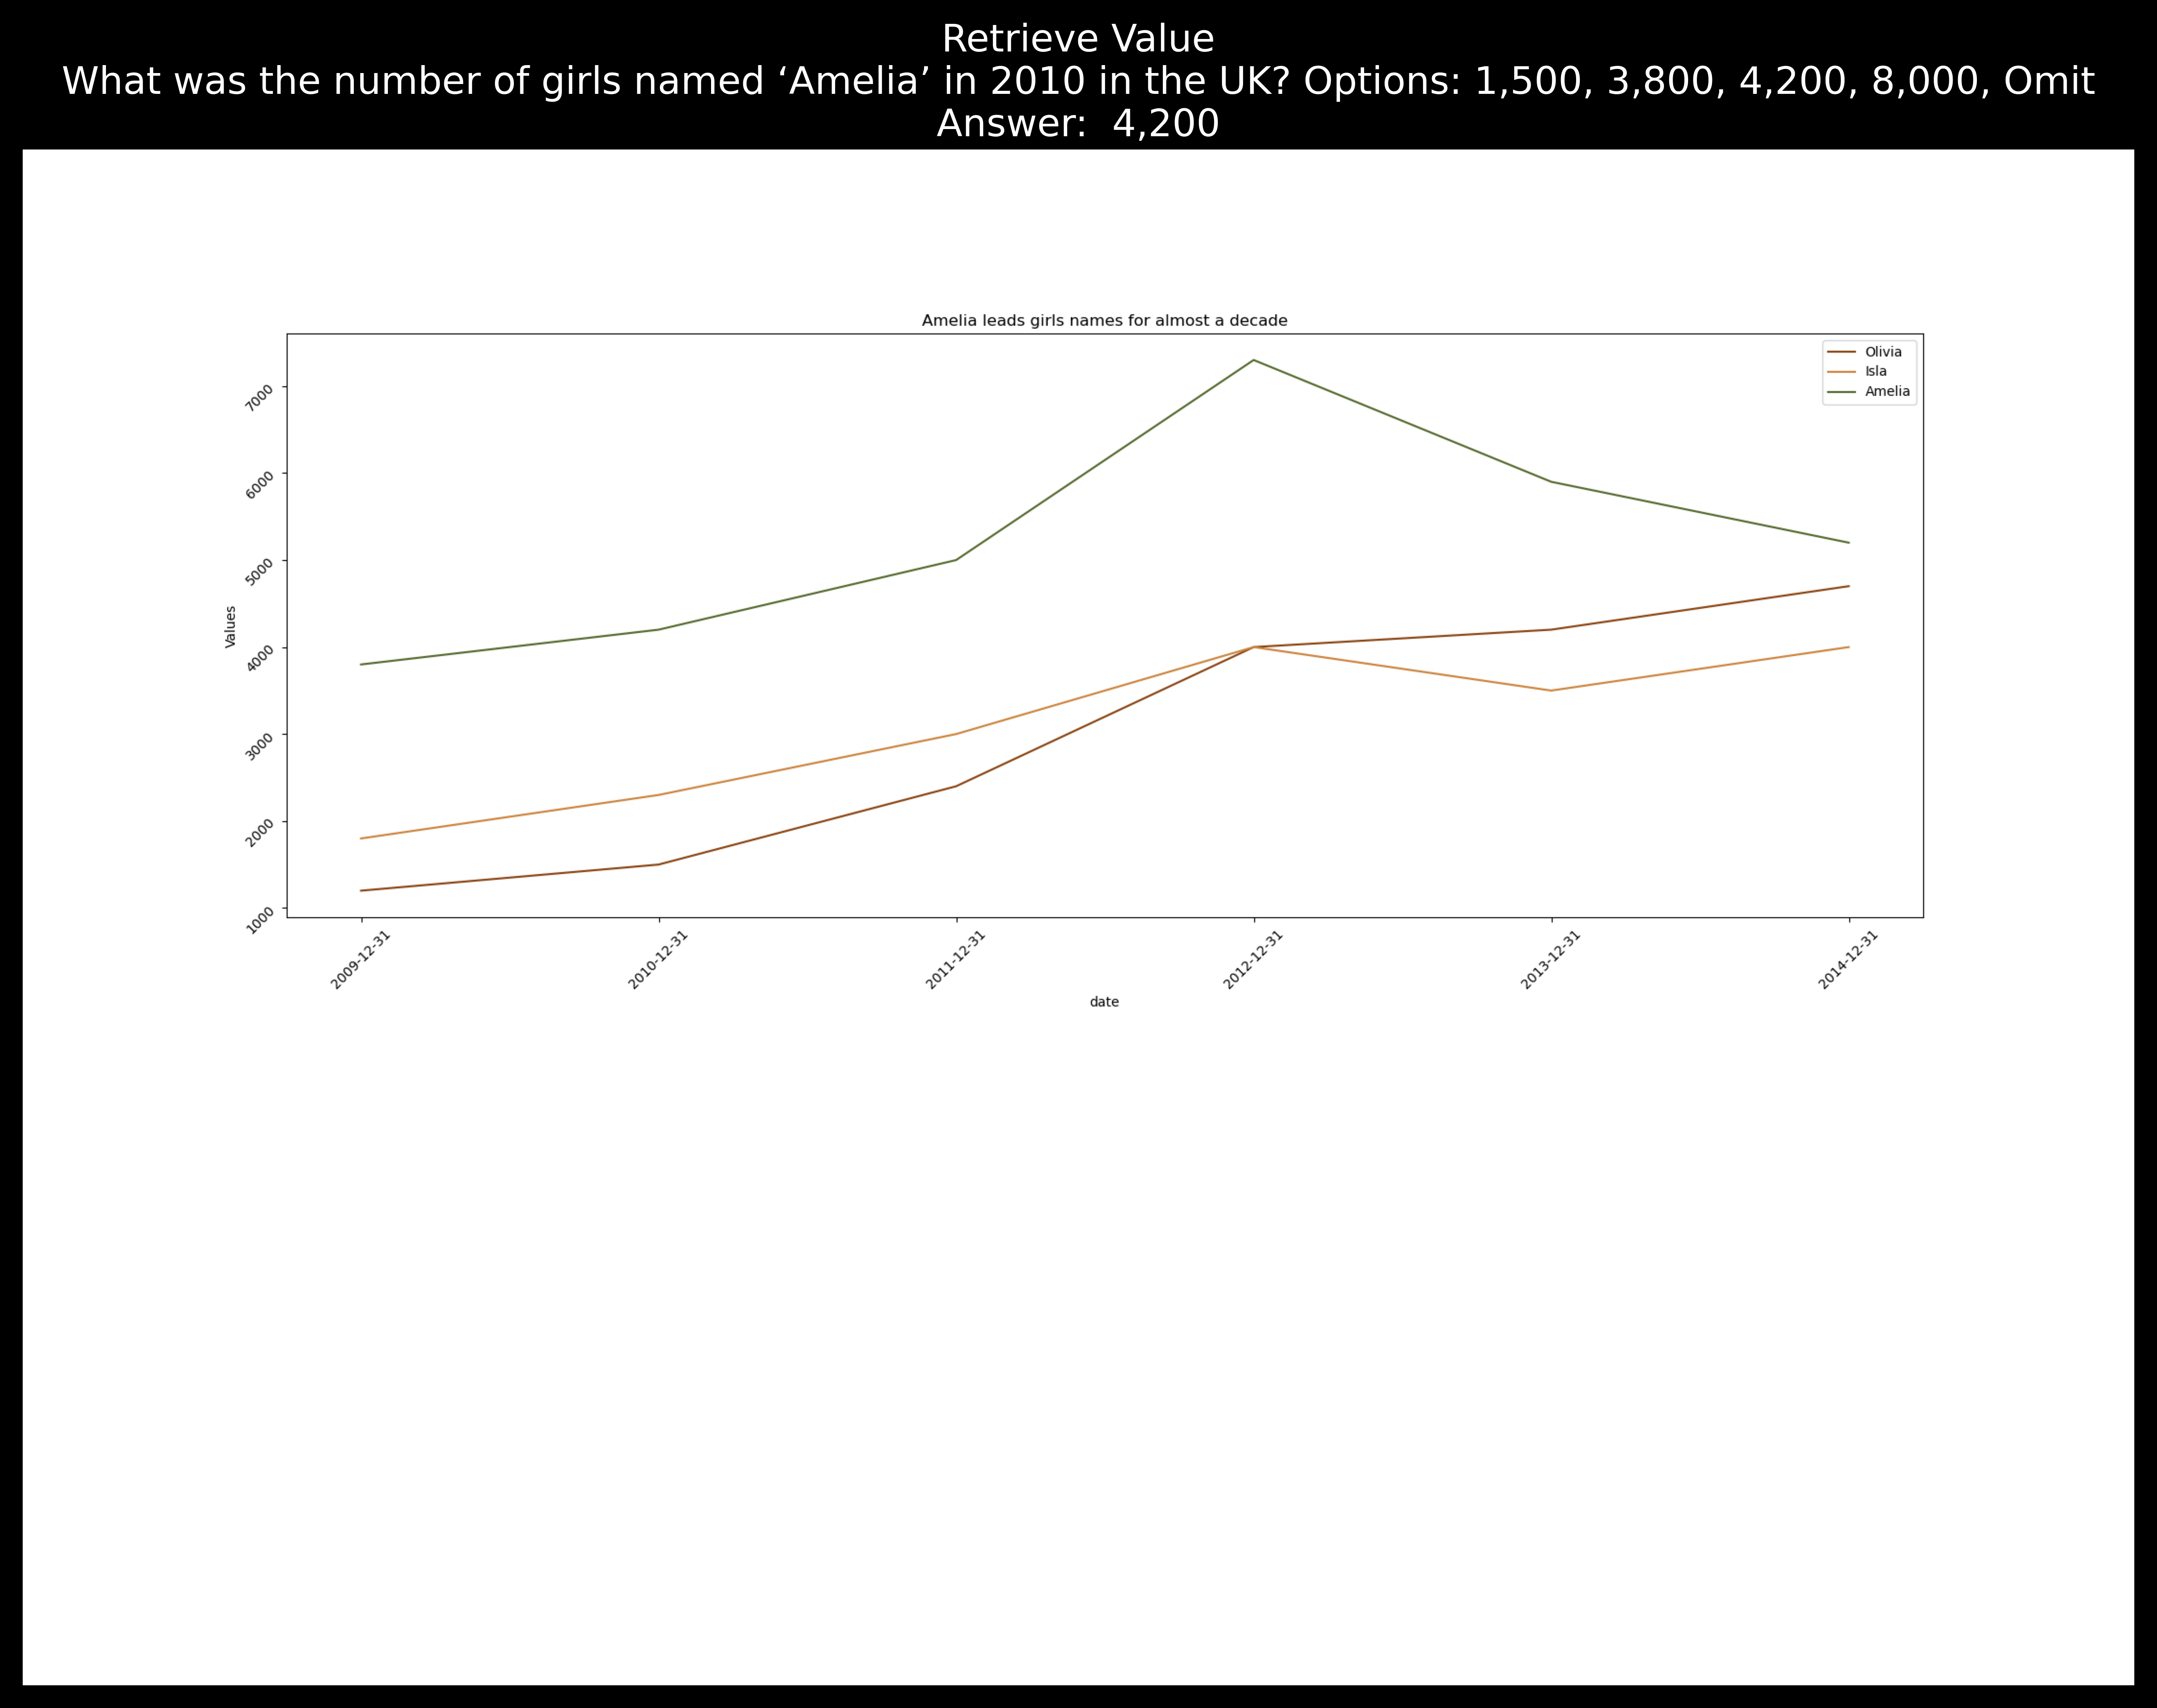 Retrieve Value
What was the number of girls named ‘Amelia’ in 2010 in the UK? Options: 1,500, 3,800, 4,200, 8,000, Omit
Answer:  4,200
Amelia leads girls names for almost a decade
Olivia
Isla
Amelia
7000
6000
5000
4000
3000
2000
1000
Values
2009-12-31
2010-12-31
2011-12-31
2012-12-31
2013-12-31
2014-12-31
date